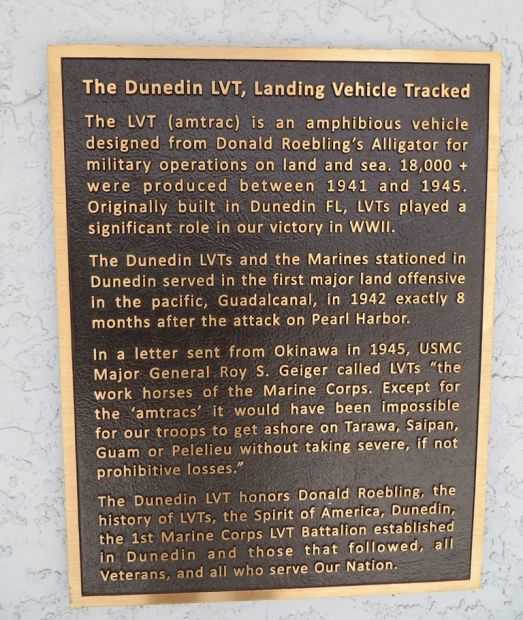 The Dunedin LVT, Landing Vehicle Tracked
The LVT (amtrac) is an amphibious vehicle
designed from Donald Roebling's Alligator for
military operations on land and sea. 18,000 +
were produced between 1941 and 1945.
Originally built in Dunedin FL, LVTs played a
significant role in our victory in WWII.
The Dunedin LVTs and the Marines stationed in
Dunedin served in the first major land offensive
in the pacific, Guadalcanal, in 1942 exactly 8
months after the attack on Pearl Harbor.
In a letter sent from Okinawa in 1945, USMC
Major General Roy S. Geiger called LVTs “the
work horses of the Marine Corps. Except for
the ‘amtracs’ it would have been impossible
for our troops to get ashore on Tarawa, Saipan,
Guam or Pelelieu without taking severe, if not
prohibitive losses.”
The Dunedin LVT honors Donald Roebling, the
history of LVTs, the Spirit of America, Dunedin,
the 1st Marine Corps LVT Battalion established
in Dunedin and those that followed, all
Veterans, and all who serve Our Nation.